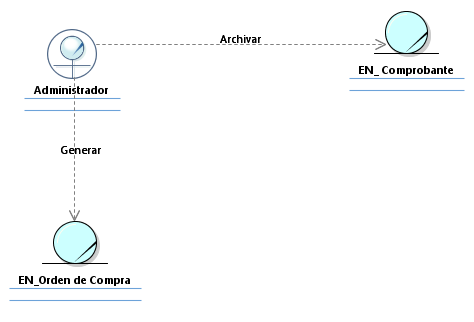 Archivar
EN_ Comprobante
Administrador
Generar
EN_Orden de Compra